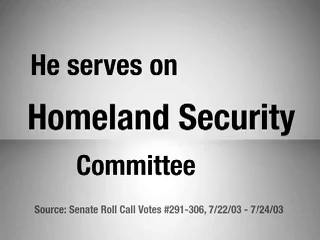 He serves on
Homeland Security
Committee
Source: Senate Roll Call Votes #291-306, 7/22/03 - 7/24/03